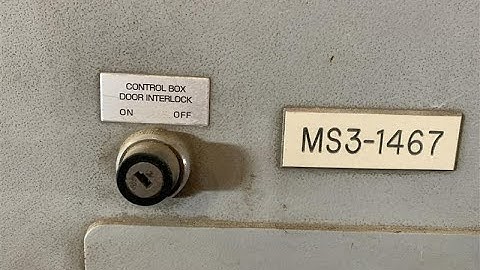 CONTROL BOX
DOOR INTERLOCK
ON OFF
MS3-1467